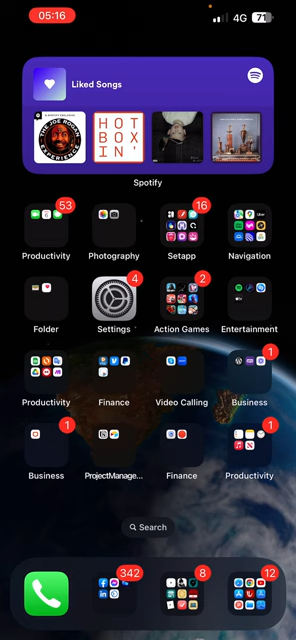 05:16
4G 71
Liked Songs
THE JOE ROGAN
EXPERIENCE
HOT
BOX
IN'
Spotify
53
16
Productivity Photography Setapp Navigation
4
2
Folder Settings Action Games Entertainment
1
Productivity Finance Video Calling Business
1
1
Business ProjectManage... Finance Productivity
Search
342
8
12